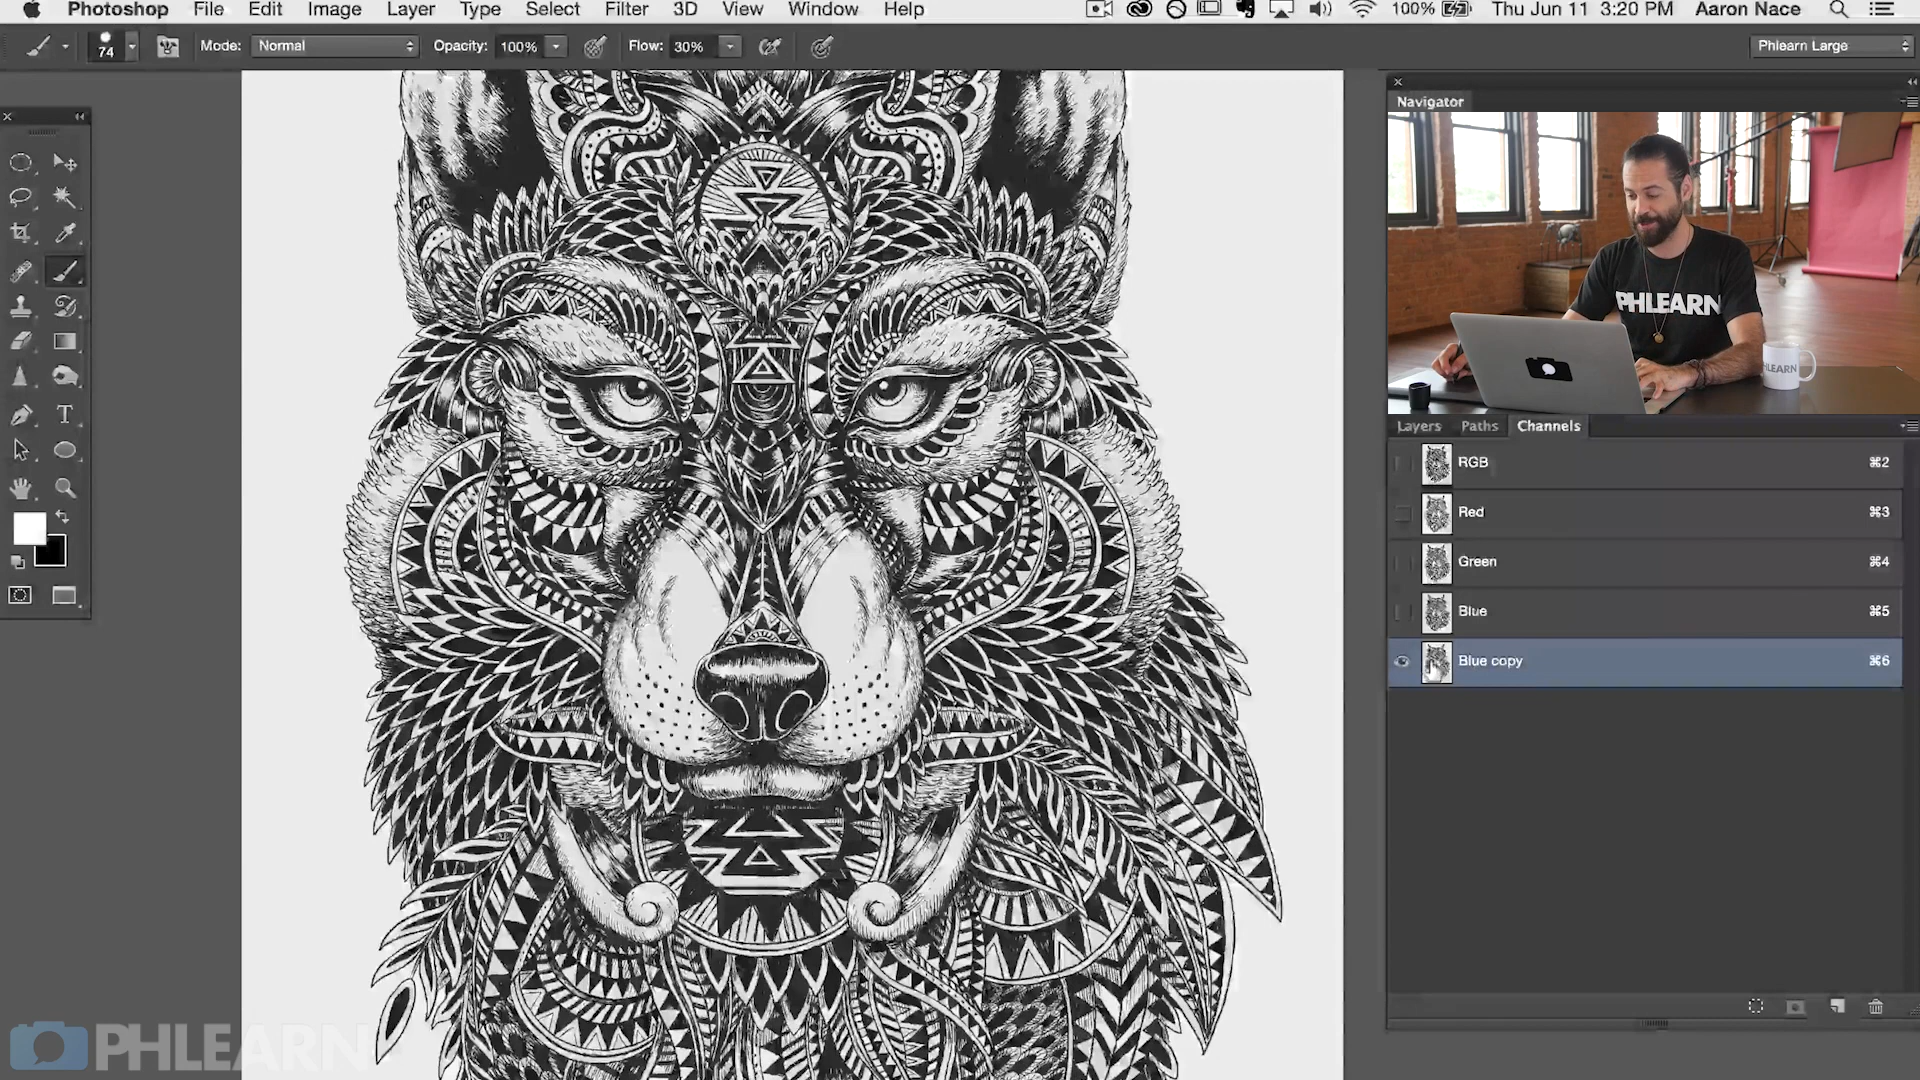 Photoshop File Edit Image Layer Type Select Filter 3D View Window Help 100% Thu Jun 11 3:20 PM Aaron Nace
74 Mode: Normal Opacity: 100% Flow: 30% Phlearn Large
Navigator
PHLEARN
HLEARN
Layers Paths Channels
RGB ⌘2
Red ⌘3
Green ⌘4
Blue ⌘5
Blue copy ⌘6
PHLEARN